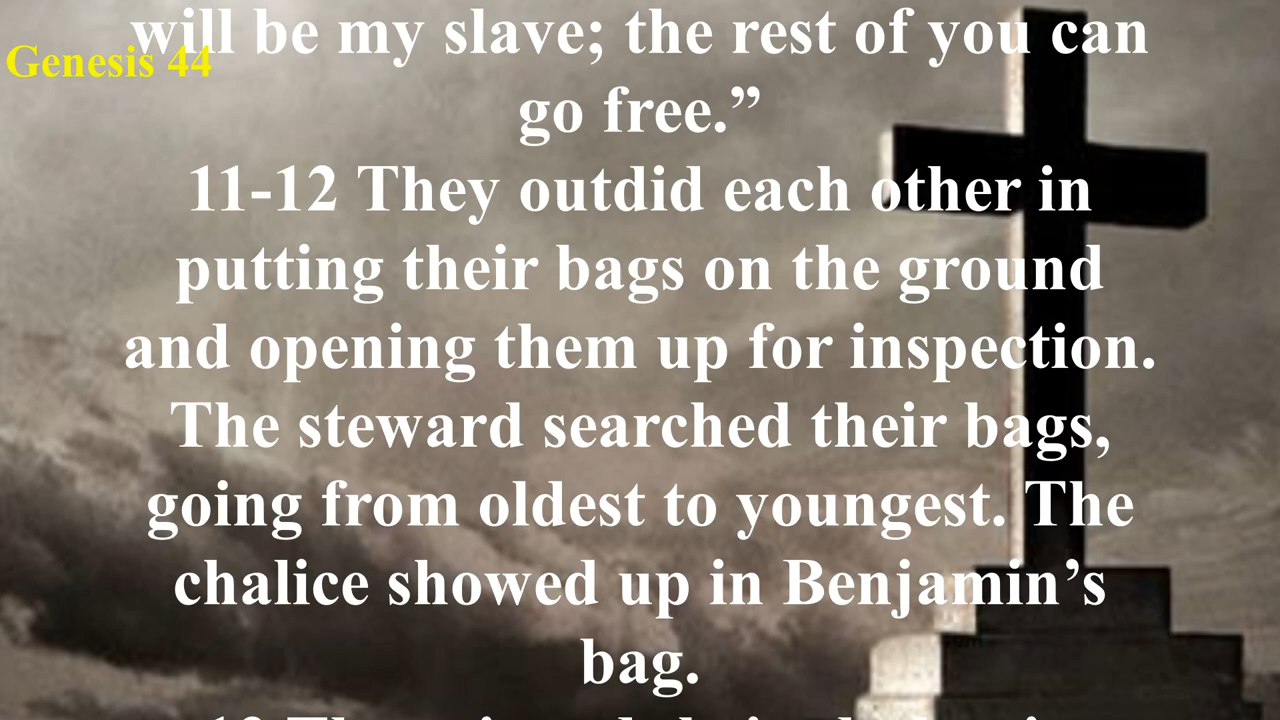 will be my slave; the rest of you can
Genesis 44
go free.”
11-12 They outdid each other in
putting their bags on the ground
and opening them up for inspection.
The steward searched their bags,
going from oldest to youngest. The
chalice showed up in Benjamin’s
bag.